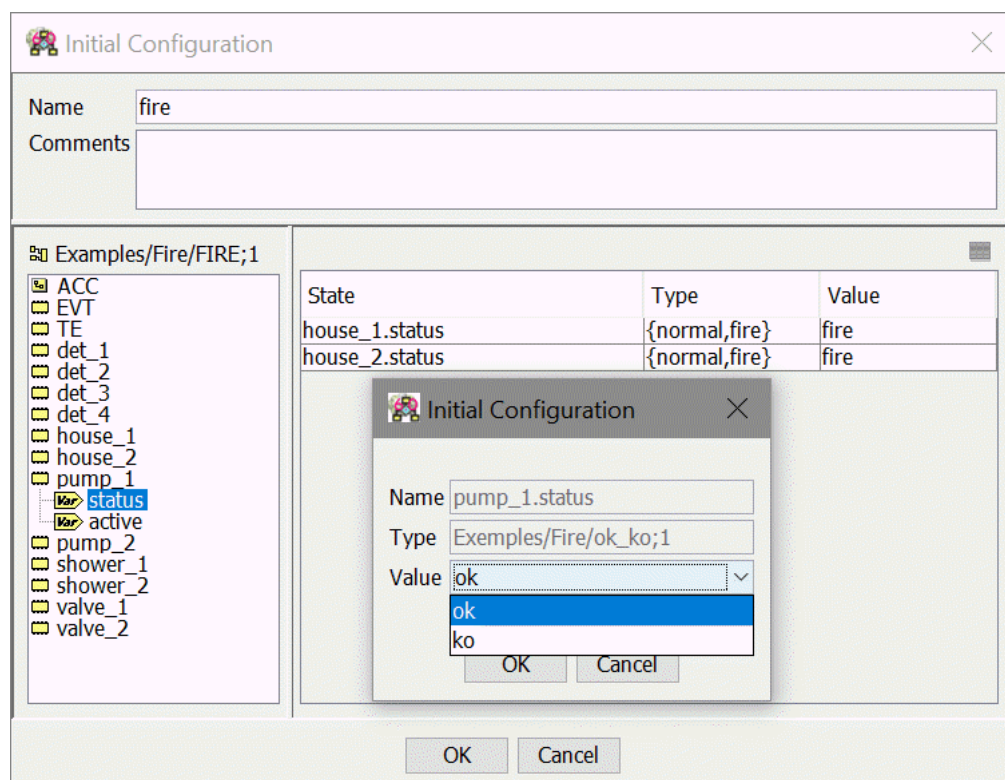 Initial Configuration
Name fire
Comments
Examples/Fire/FIRE;1
ACC
EVT
TE
det_1
det_2
det_3
det_4
house_1
house_2
pump_1
Var status
Var active
pump_2
shower_1
shower_2
valve_1
valve_2
State Type Value
house_1.status {normal,fire} fire
house_2.status {normal,fire} fire
Initial Configuration
Name pump_1.status
Type Exemples/Fire/ok_ko;1
Value ok
ok
ko
OK Cancel
OK Cancel